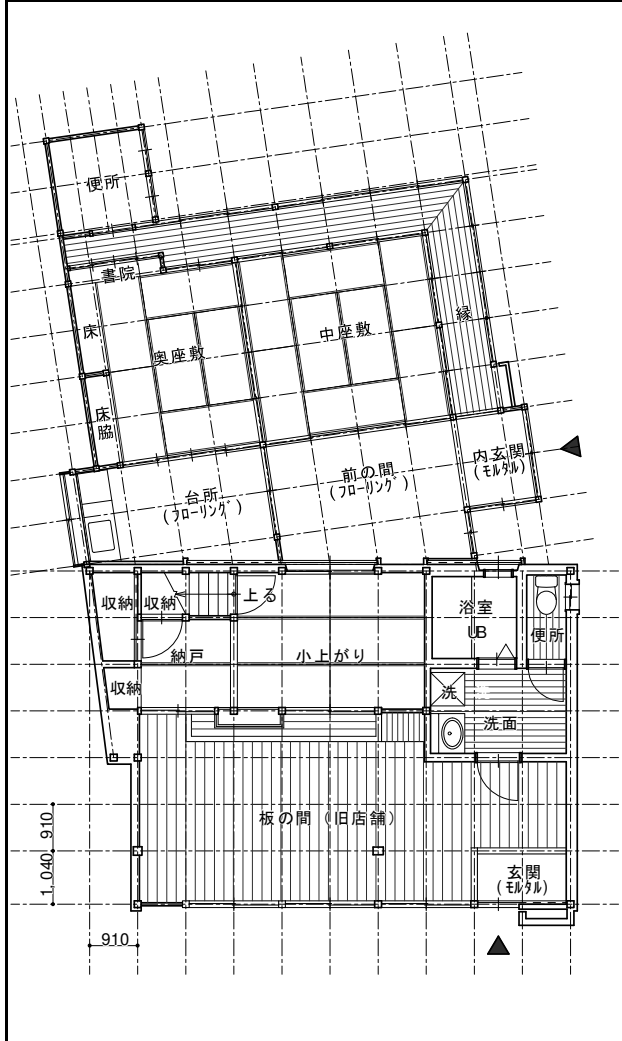 便所
書院
床
奥座敷
中座敷
縁
床脇
台所
(フローリング)
前の間
(フローリング)
内玄関
(モルタル)
収納
収納
上る
浴室
UB
便所
納戸
小上がり
収納
洗
洗面
板の間(旧店舗)
910
1,040
玄関
(モルタル)
910